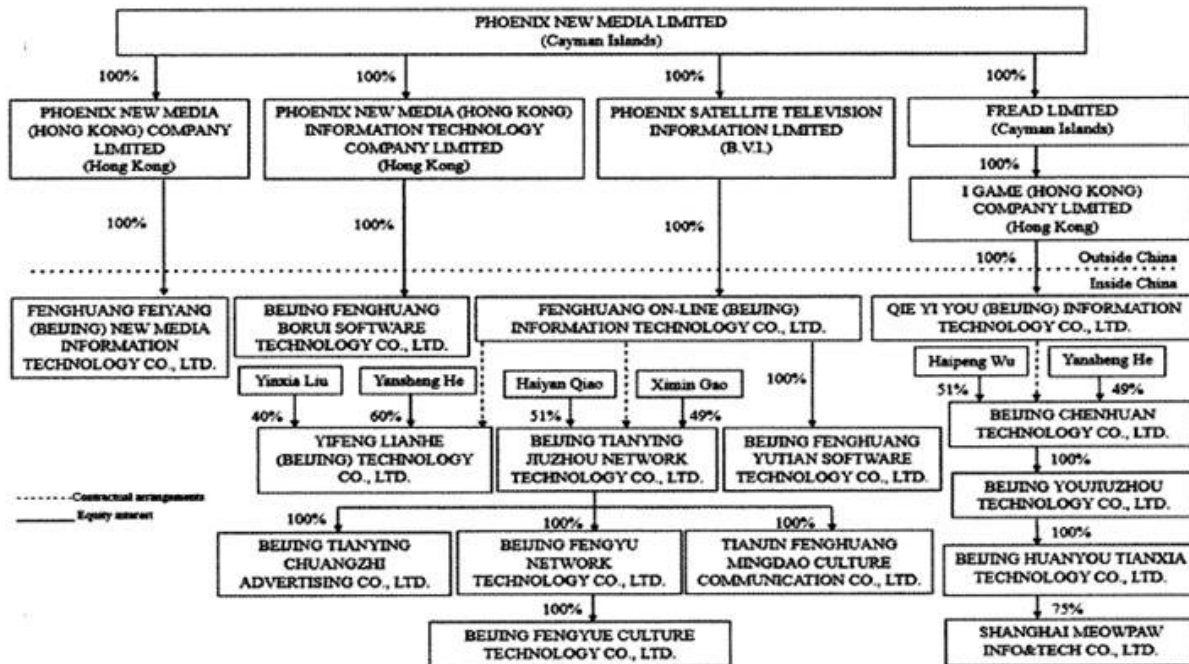 PHOENIX NEW MEDIA LIMITED
(Cayman Islands)
100%
100%
100%
100%
PHOENIX NEW MEDIA
(HONG KONG) COMPANY
LIMITED
(Hong Kong)
PHOENIX NEW MEDIA (HONG KONG)
INFORMATION TECHNOLOGY
COMPANY LIMITED
(Hong Kong)
PHOENIX SATELLITE TELEVISION
INFORMATION LIMITED
(B.V.I.)
FREAD LIMITED
(Cayman Islands)
100%
I GAME (HONG KONG)
COMPANY LIMITED
(Hong Kong)
100%
100%
100%
100%
Outside China
Inside China
FENGHUANG FEIYANG
(BEIJING) NEW MEDIA
INFORMATION
TECHNOLOGY CO., LTD.
BEIJING FENGHUANG
BORUI SOFTWARE
TECHNOLOGY CO., LTD.
FENGHUANG ON-LINE (BEIJING)
INFORMATION TECHNOLOGY CO., LTD.
QIE YI YOU (BEIJING) INFORMATION
TECHNOLOGY CO., LTD.
Yinxia Liu
Yansheng He
Haiyan Qiao
Ximin Gao
100%
Haipeng Wu
Yansheng He
40%
60%
51%
49%
51%
49%
YIFENG LIANHE
(BEIJING) TECHNOLOGY
CO., LTD.
BEIJING TIANYING
JIUZHOU NETWORK
TECHNOLOGY CO., LTD.
BEIJING FENGHUANG
YUTIAN SOFTWARE
TECHNOLOGY CO., LTD.
BEIJING CHENHUAN
TECHNOLOGY CO., LTD.
100%
BEIJING YOUJIUZHOU
TECHNOLOGY CO., LTD.
Contractual arrangements
Equity interest
100%
100%
100%
100%
BEIJING TIANYING
CHUANGZHI
ADVERTISING CO., LTD.
BEIJING FENGYU
NETWORK
TECHNOLOGY CO., LTD.
TIANJIN FENGHUANG
MINGDAO CULTURE
COMMUNICATION CO., LTD.
BEIJING HUANYOU TIANXIA
TECHNOLOGY CO., LTD.
100%
75%
BEIJING FENGYUE CULTURE
TECHNOLOGY CO., LTD.
SHANGHAI MEOWPAW
INFO&TECH CO., LTD.